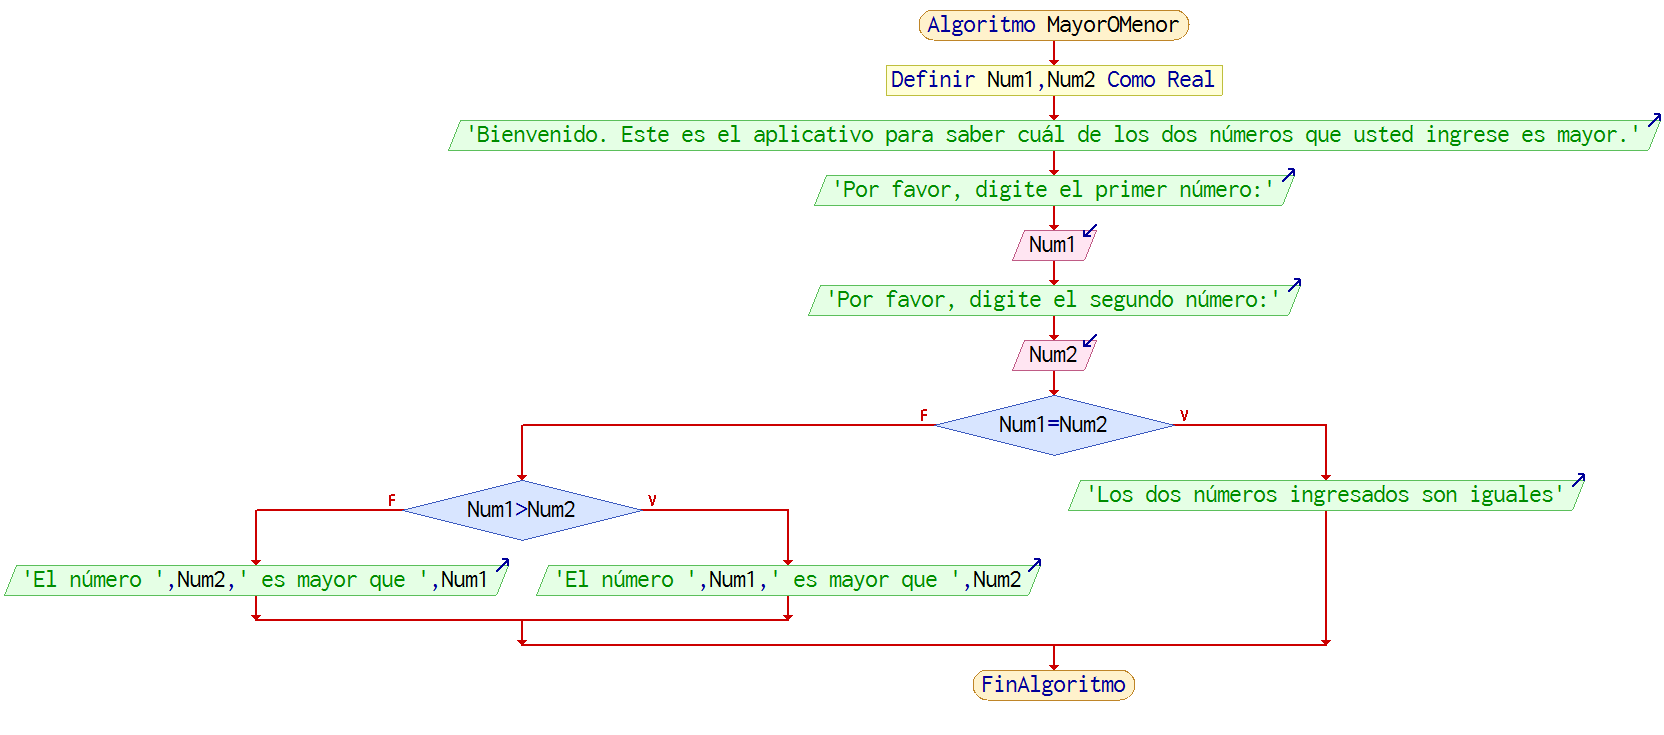 Algoritmo MayorOMenor
Definir Num1,Num2 Como Real
'Bienvenido. Este es el aplicativo para saber cuál de los dos números que usted ingrese es mayor.'
'Por favor, digite el primer número:'
Num1
'Por favor, digite el segundo número:'
Num2
F
Num1=Num2
V
F
Num1>Num2
V
'Los dos números ingresados son iguales'
'El número ',Num2,' es mayor que ',Num1
'El número ',Num1,' es mayor que ',Num2
FinAlgoritmo